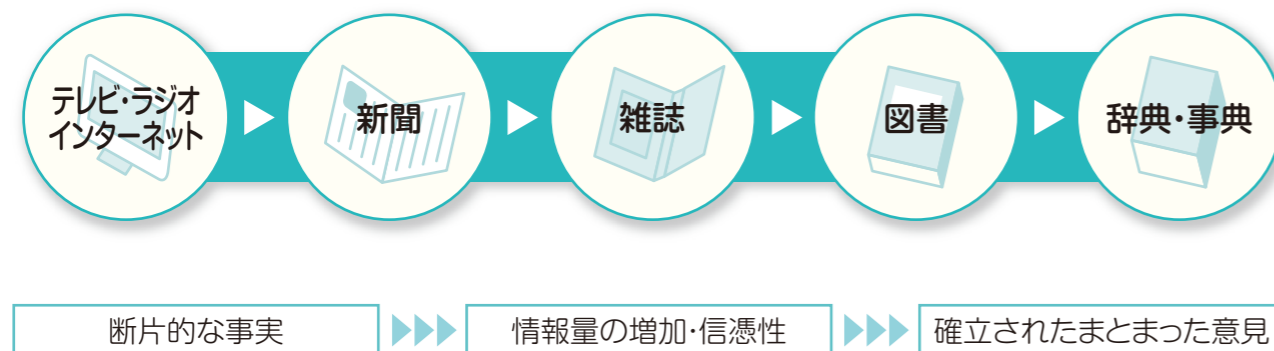 テレビ・ラジオ
インターネット
新聞
雑誌
図書
辞典・事典
断片的な事実
情報量の増加・信憑性
確立されたまとまった意見